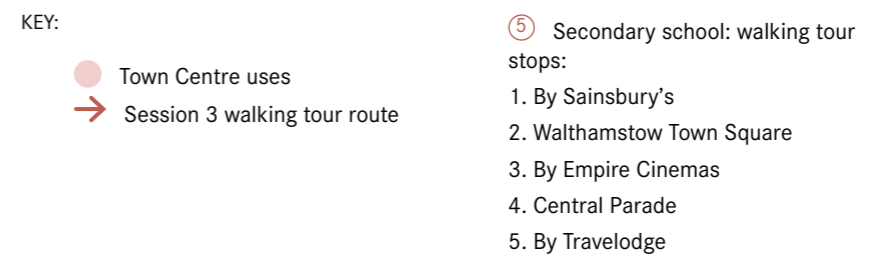 KEY:
Town Centre uses
Session 3 walking tour route
5 Secondary school: walking tour
stops:
1. By Sainsbury's
2. Walthamstow Town Square
3. By Empire Cinemas
4. Central Parade
5. By Travelodge